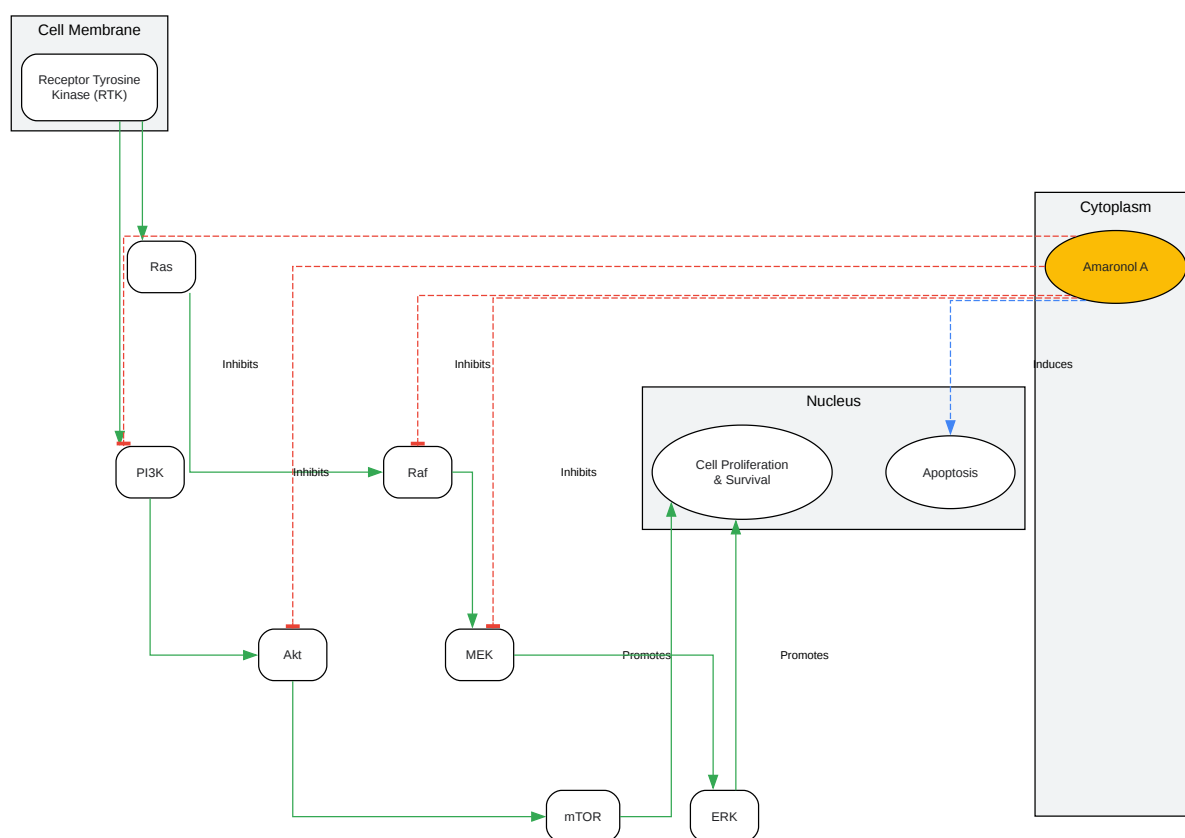 Cell Membrane
Receptor Tyrosine
Kinase (RTK)
Cytoplasm
Ras
Amaronol A
Inhibits
Inhibits
Induces
Nucleus
PI3K
Inhibits
Raf
Inhibits
Cell Proliferation
& Survival
Apoptosis
Akt
MEK
Promotes
Promotes
mTOR
ERK